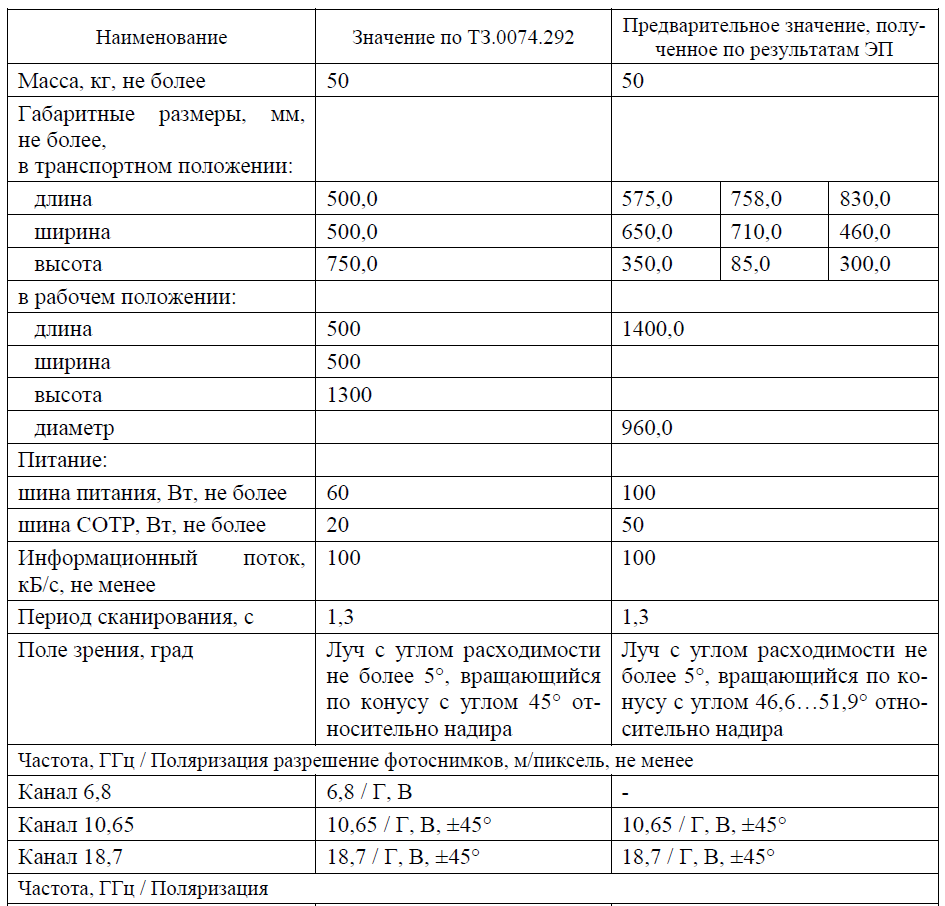 Наименование
Значение по ТЗ.0074.292
Предварительное значение, полу-
ченное по результатам ЭП
Масса, кг, не более
50
50
Габаритные размеры, мм,
не более,
в транспортном положении:
длина
500,0
575,0
758,0
830,0
ширина
500,0
650,0
710,0
460,0
высота
750,0
350,0
85,0
300,0
в рабочем положении:
длина
500
1400,0
ширина
500
высота
1300
диаметр
960,0
Питание:
шина питания, Вт, не более
60
100
шина СОТР, Вт, не более
20
50
Информационный поток,
кБ/с, не менее
100
100
Период сканирования, с
1,3
1,3
Поле зрения, град
Луч с углом расходимости
не более 5°, вращающийся
по конусу с углом 45° от-
носительно надира
Луч с углом расходимости не
более 5°, вращающийся по ко-
нусу с углом 46,6…51,9° отно-
сительно надира
Частота, ГГц / Поляризация разрешение фотоснимков, м/пиксель, не менее
Канал 6,8
6,8 / Г, В
-
Канал 10,65
10,65 / Г, В, ±45°
10,65 / Г, В, ±45°
Канал 18,7
18,7 / Г, В, ±45°
18,7 / Г, В, ±45°
Частота, ГГц / Поляризация